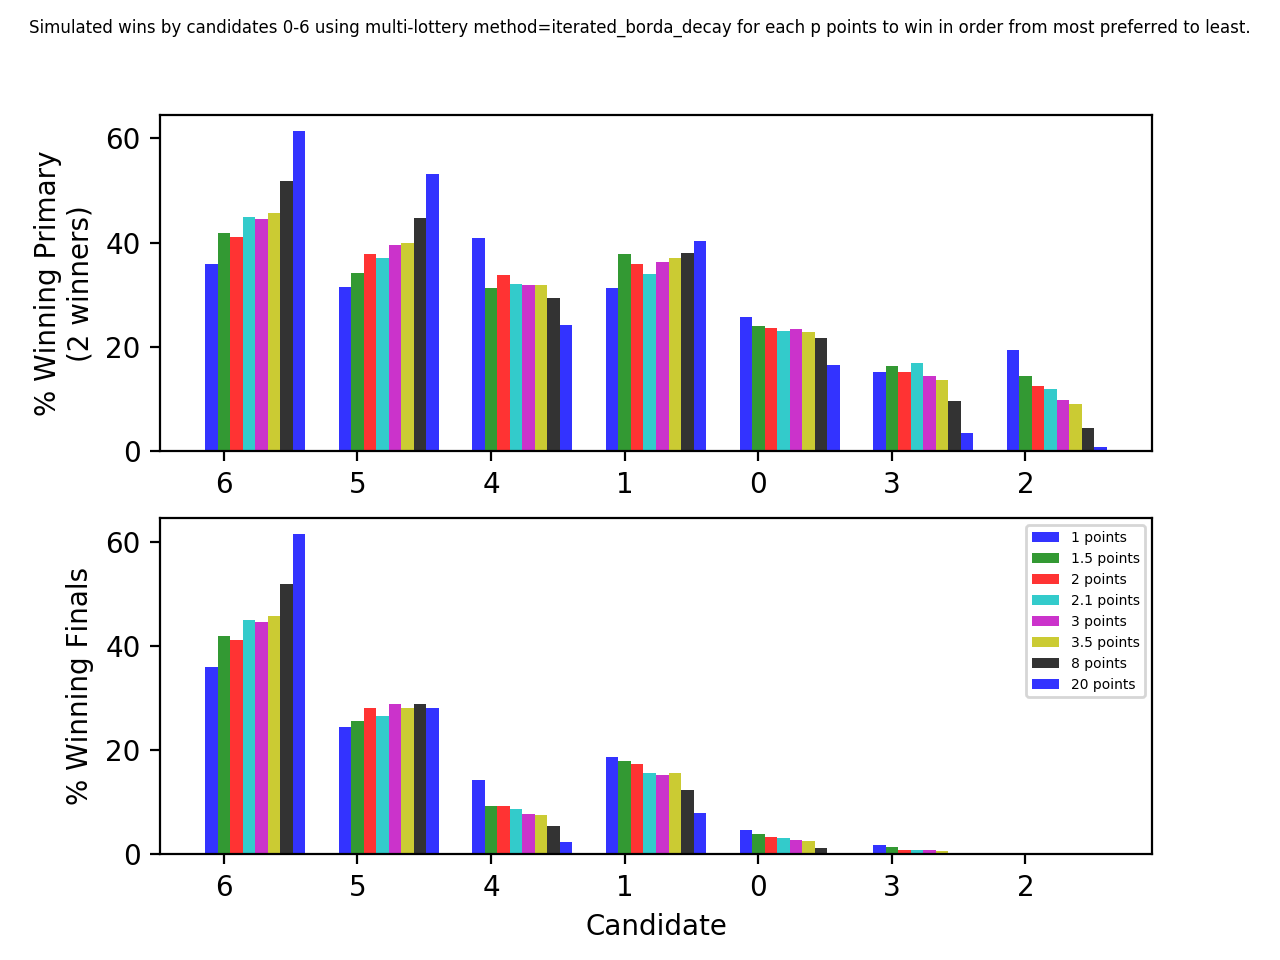 Simulated wins by candidates 0-6 using multi-lottery method=iterated_borda_decay for each p points to win in order from most preferred to least.
% Winning Primary
(2 winners)
60
40
20
0
6 5 4 1 0 3 2
% Winning Finals
60
40
20
0
1 points
1.5 points
2 points
2.1 points
3 points
3.5 points
8 points
20 points
6 5 4 1 0 3 2
Candidate